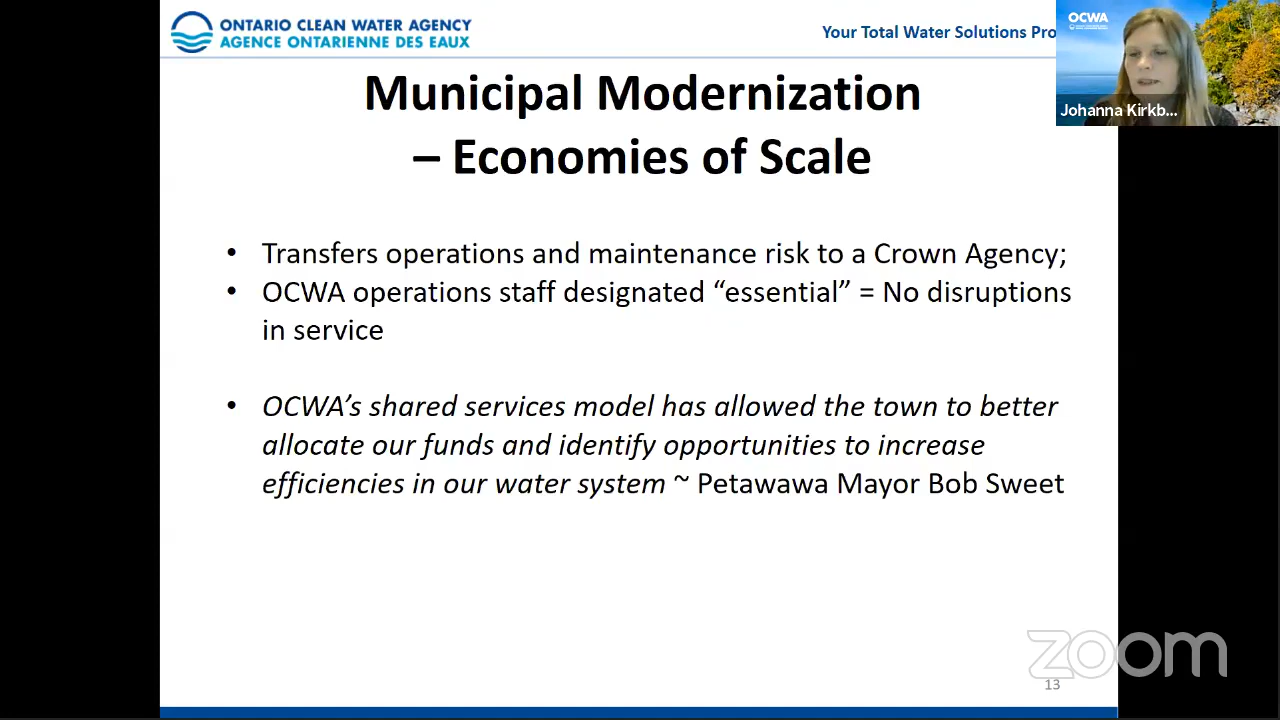 ONTARIO CLEAN WATER AGENCY
AGENCE ONTARIENNE DES EAUX
Your Total Water Solutions Pro
OCWA
Johanna Kirkb...
Municipal Modernization
– Economies of Scale
• Transfers operations and maintenance risk to a Crown Agency;
• OCWA operations staff designated “essential” = No disruptions
in service
• OCWA’s shared services model has allowed the town to better
allocate our funds and identify opportunities to increase
efficiencies in our water system ~ Petawawa Mayor Bob Sweet
zoom
13